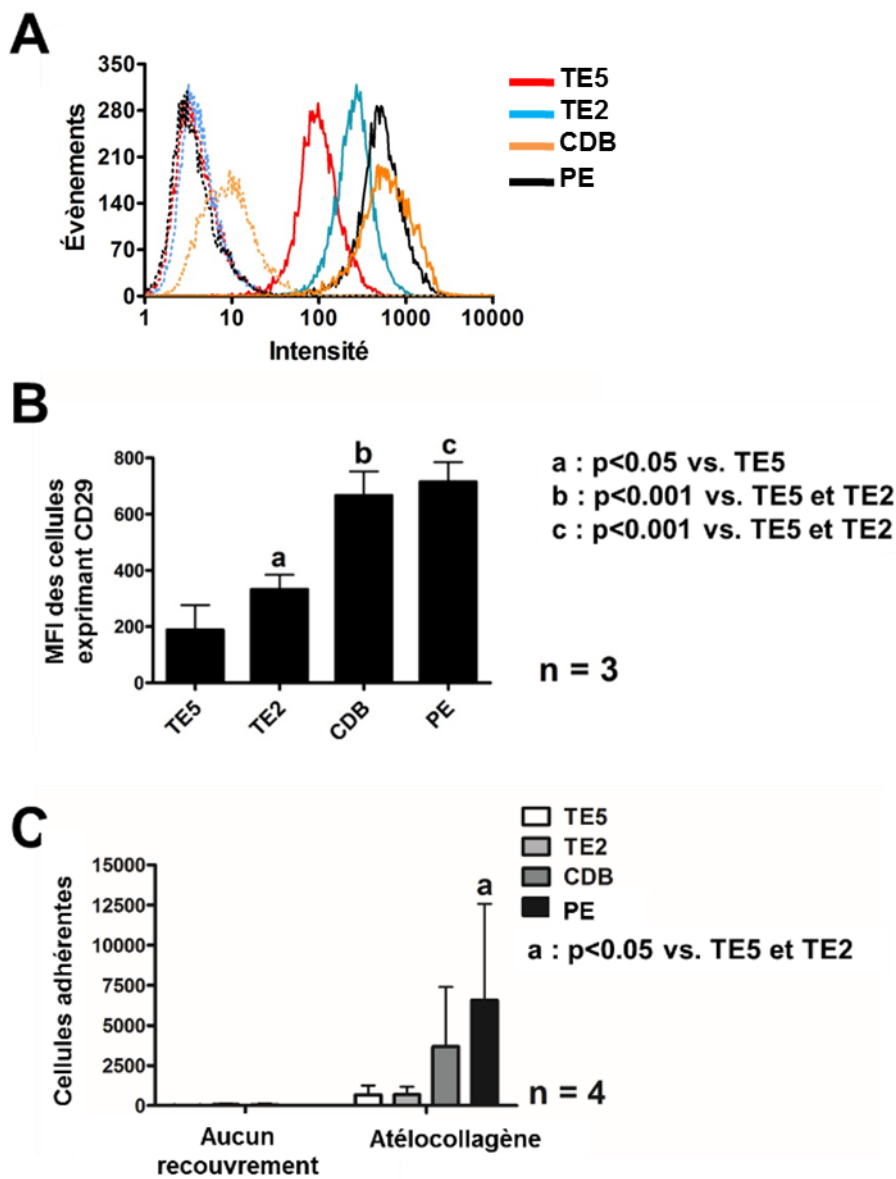 A
350
280
210
140
70
0
Évènements
1 10 100 1000 10000
Intensité
TE5
TE2
CDB
PE
B
800
600
400
200
0
MFI des cellules
exprimant CD29
a
b
c
TE5 TE2 CDB PE
a : p<0.05 vs. TE5
b : p<0.001 vs. TE5 et TE2
c : p<0.001 vs. TE5 et TE2
n = 3
C
15000
12500
10000
7500
5000
2500
0
Cellules adhérentes
a
Aucun
recouvrement
Atélocollagène
TE5
TE2
CDB
PE
a : p<0.05 vs. TE5 et TE2
n = 4